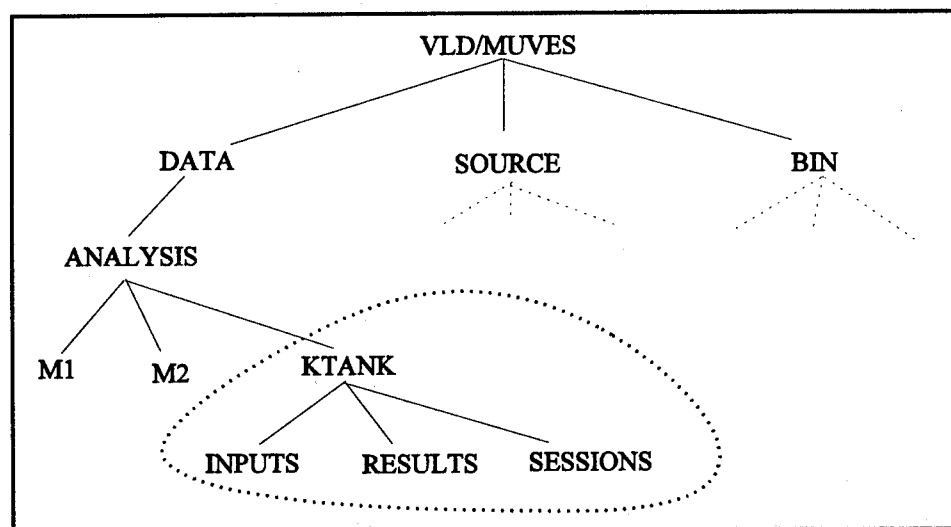 VLD/MUVES
DATA SOURCE BIN
ANALYSIS
M1 M2 KTANK
INPUTS RESULTS SESSIONS